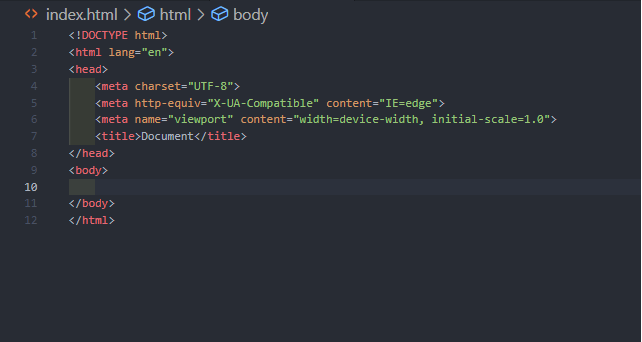 index.html > html > body
1 <!DOCTYPE html>
2 <html lang="en">
3 <head>
4     <meta charset="UTF-8">
5     <meta http-equiv="X-UA-Compatible" content="IE=edge">
6     <meta name="viewport" content="width=device-width, initial-scale=1.0">
7     <title>Document</title>
8 </head>
9 <body>
10
11 </body>
12 </html>